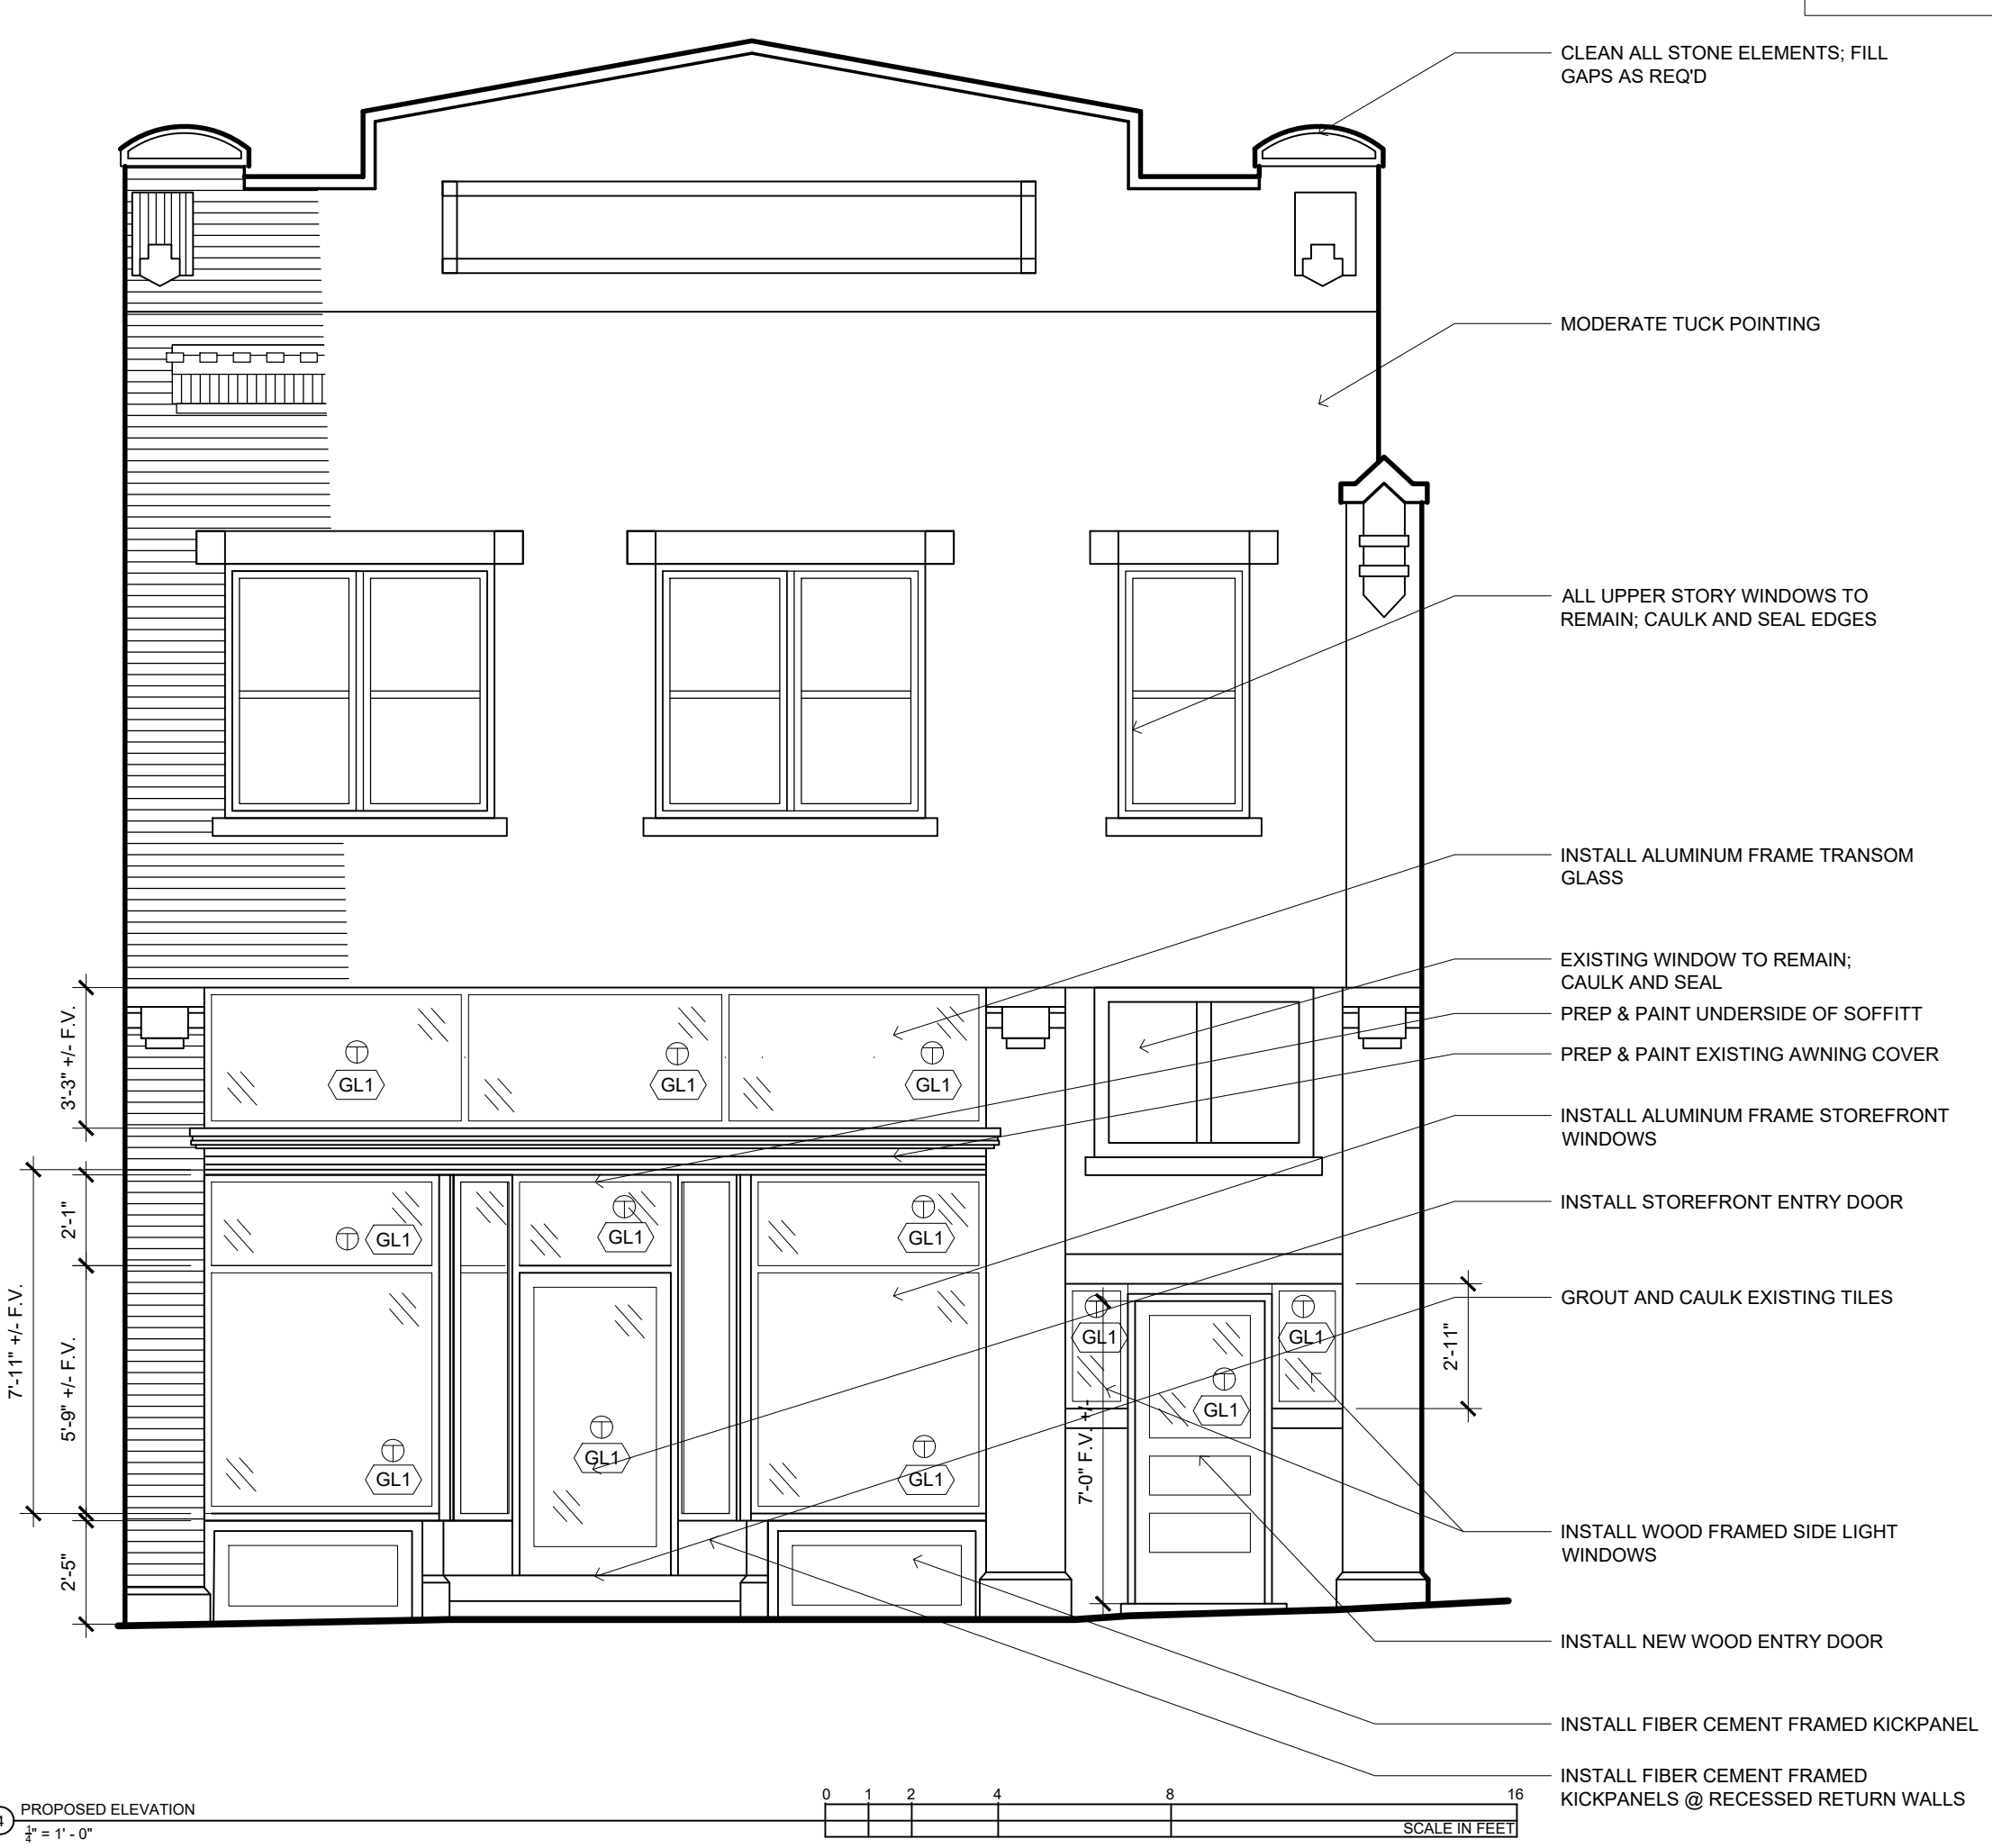 CLEAN ALL STONE ELEMENTS; FILL
GAPS AS REQ'D
MODERATE TUCK POINTING
ALL UPPER STORY WINDOWS TO
REMAIN; CAULK AND SEAL EDGES
INSTALL ALUMINUM FRAME TRANSOM
GLASS
EXISTING WINDOW TO REMAIN;
CAULK AND SEAL
PREP & PAINT UNDERSIDE OF SOFFITT
PREP & PAINT EXISTING AWNING COVER
INSTALL ALUMINUM FRAME STOREFRONT
WINDOWS
INSTALL STOREFRONT ENTRY DOOR
GROUT AND CAULK EXISTING TILES
INSTALL WOOD FRAMED SIDE LIGHT
WINDOWS
INSTALL NEW WOOD ENTRY DOOR
INSTALL FIBER CEMENT FRAMED KICKPANEL
INSTALL FIBER CEMENT FRAMED
KICKPANELS @ RECESSED RETURN WALLS
3'-3" +/- F.V.
2'-1"
7'-11" +/- F.V.
5'-9" +/- F.V.
2'-5"
T
GL1
T
GL1
T
GL1
T
GL1
T
GL1
T
GL1
T
GL1
T
GL1
T
GL1
T
GL1
T
GL1
T
GL1
7'-0" F.V. +/-
2'-11"
4
PROPOSED ELEVATION
1/4" = 1' - 0"
0 1 2 4 8 16
SCALE IN FEET